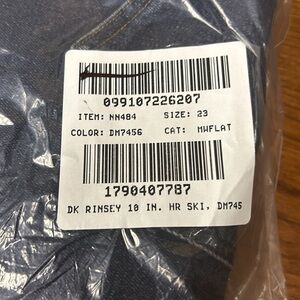 099107226207
ITEM: NN484 SIZE: 23
COLOR: DM7456 CAT: MWFLAT
1790407787
DK RINSEY 10 IN. HR SKI, DM745